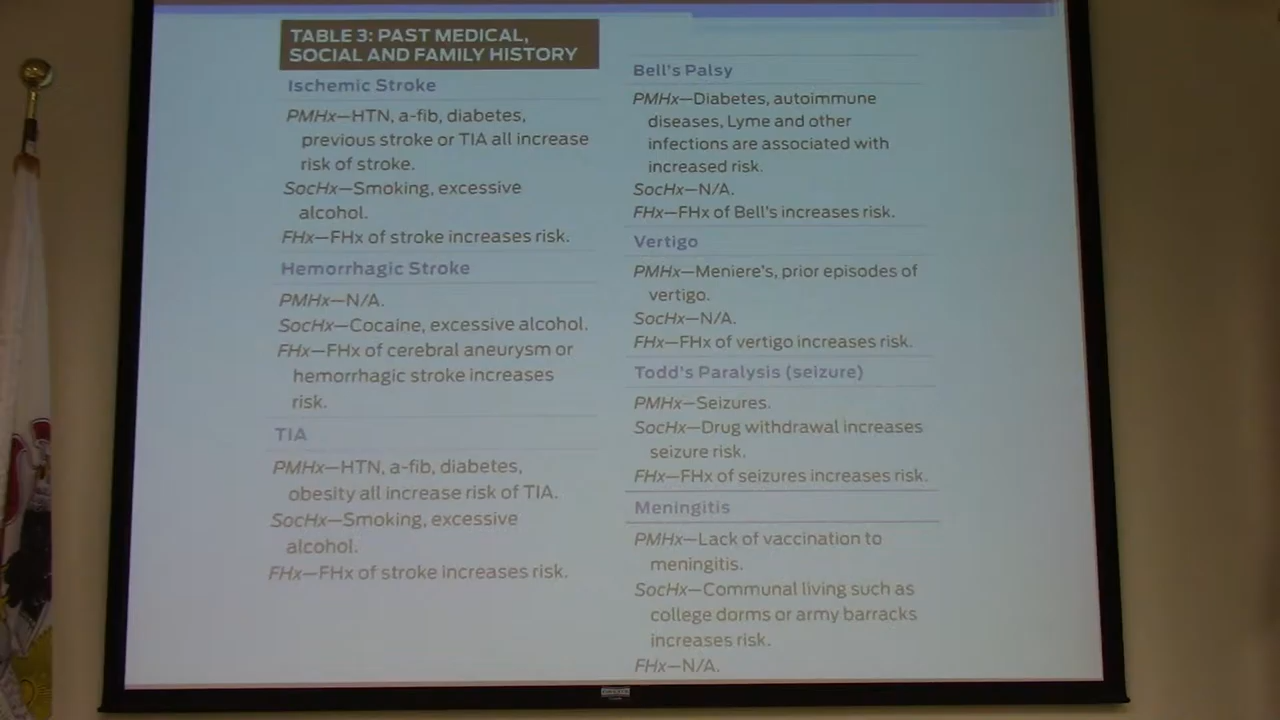 TABLE 3: PAST MEDICAL,
SOCIAL AND FAMILY HISTORY
Ischemic Stroke
PMHx—HTN, a-fib, diabetes,
previous stroke or TIA all increase
risk of stroke.
SocHx—Smoking, excessive
alcohol.
FHx—FHx of stroke increases risk.
Hemorrhagic Stroke
PMHx—N/A.
SocHx—Cocaine, excessive alcohol.
FHx—FHx of cerebral aneurysm or
hemorrhagic stroke increases
risk.
TIA
PMHx—HTN, a-fib, diabetes,
obesity all increase risk of TIA.
SocHx—Smoking, excessive
alcohol.
FHx—FHx of stroke increases risk.
Bell's Palsy
PMHx—Diabetes, autoimmune
diseases, Lyme and other
infections are associated with
increased risk.
SocHx—N/A.
FHx—FHx of Bell's increases risk.
Vertigo
PMHx—Meniere's, prior episodes of
vertigo.
SocHx—N/A.
FHx—FHx of vertigo increases risk.
Todd's Paralysis (seizure)
PMHx—Seizures.
SocHx—Drug withdrawal increases
seizure risk.
FHx—FHx of seizures increases risk.
Meningitis
PMHx—Lack of vaccination to
meningitis.
SocHx—Communal living such as
college dorms or army barracks
increases risk.
FHx—N/A.